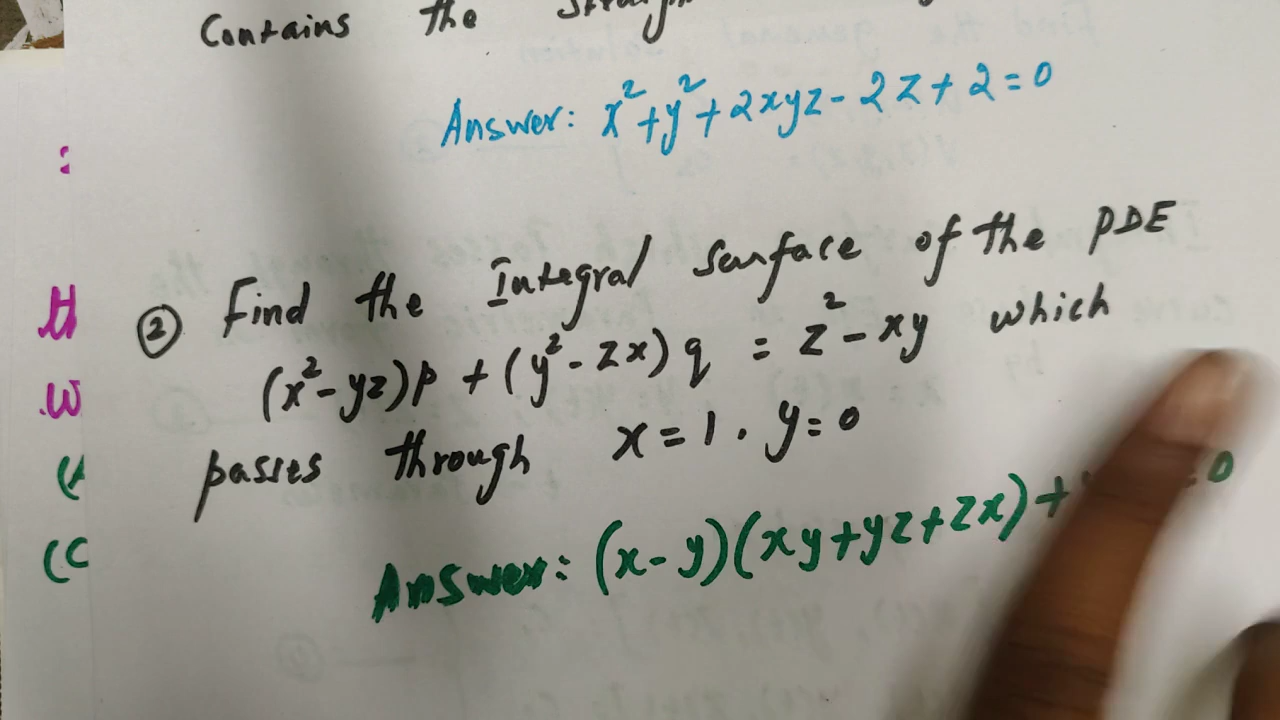 Contains the
Answer: x²+y²+2xyz-2z+2=0
② Find the Integral surface of the PDE
(x²-yz)p + (y²-zx)q = z²-xy which
passes through x=1, y=0
Answer: (x-y)(xy+yz+zx)+ =0
:
H
W
(A
(C